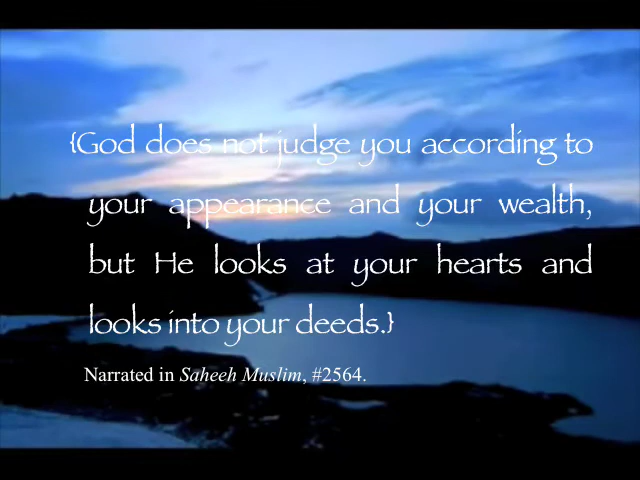 {God does not judge you according to
your appearance and your wealth,
but He looks at your hearts and
looks into your deeds.}
Narrated in Saheeh Muslim, #2564.